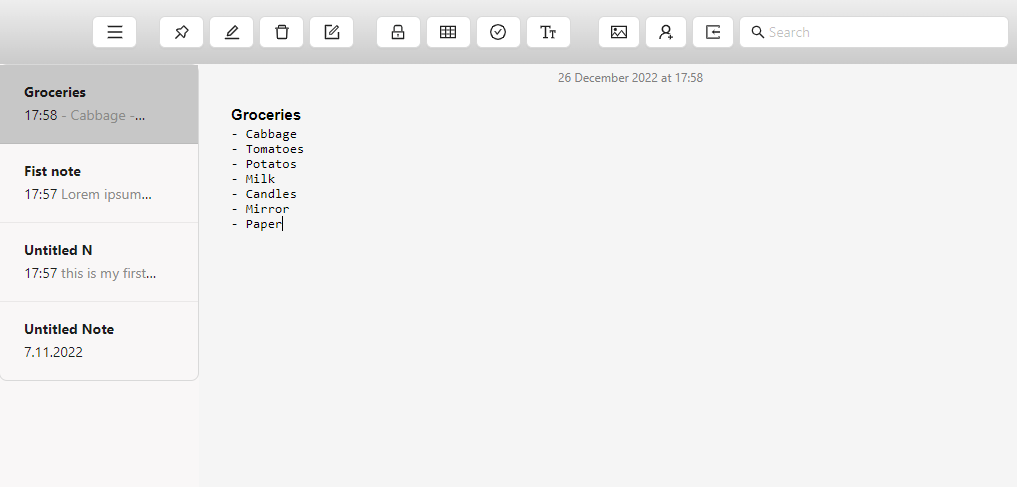 Search
Groceries
17:58 - Cabbage -...
Fist note
17:57 Lorem ipsum...
Untitled N
17:57 this is my first...
Untitled Note
7.11.2022
26 December 2022 at 17:58
Groceries
- Cabbage
- Tomatoes
- Potatos
- Milk
- Candles
- Mirror
- Paper